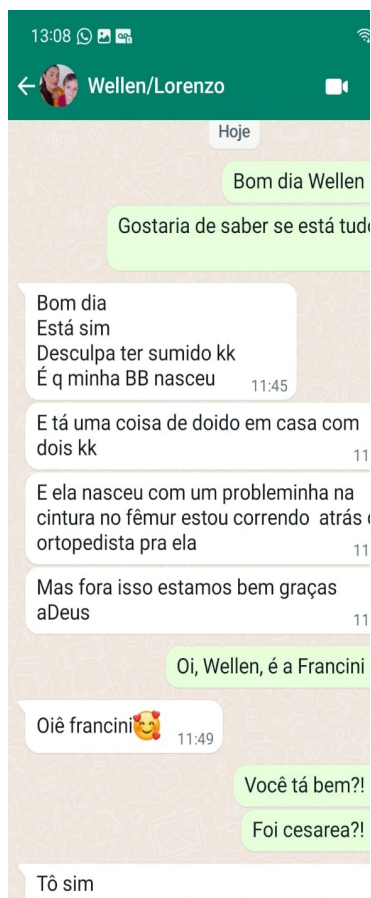 13:08
Wellen/Lorenzo
Hoje
Bom dia Wellen
Gostaria de saber se está
Bom dia
Está sim
Desculpa ter sumido kk
É q minha BB nasceu 11:45
E tá uma coisa de doido em casa com
dois kk
11
E ela nasceu com um probleminha na
cintura no fêmur estou correndo atrás
ortopedista pra ela
11
Mas fora isso estamos bem graças
aDeus
11
Oi, Wellen, é a Francini
Oiê francini🥰 11:49
Você tá bem?!
Foi cesarea?!
Tô sim